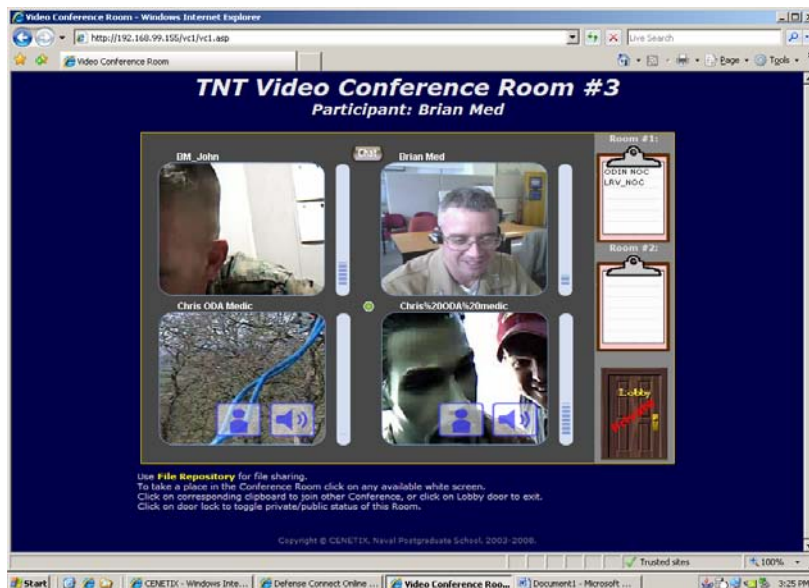 Video Conference Room - Windows Internet Explorer
http://192.168.99.155/vc1/vc1.asp
Live Search
Video Conference Room
Page
Tools
TNT Video Conference Room #3
Participant: Brian Med
BM_John
Chat
Brian Med
Room #1:
ODIN NOC
LRV_NOC
Room #2:
Chris ODA Medic
Chris%20ODA%20medic
Lobby
Use File Repository for file sharing.
To take a place in the Conference Room click on any available white screen.
Click on corresponding clipboard to join other Conference, or click on Lobby door to exit.
Click on door lock to toggle private/public status of this Room.
Copyright © CENETIX, Naval Postgraduate School, 2003-2008.
Trusted sites
100%
Start
CENETIX - Windows Inte...
Defense Connect Online ...
Video Conference Roo...
Document1 - Microsoft ...
3:25 PM